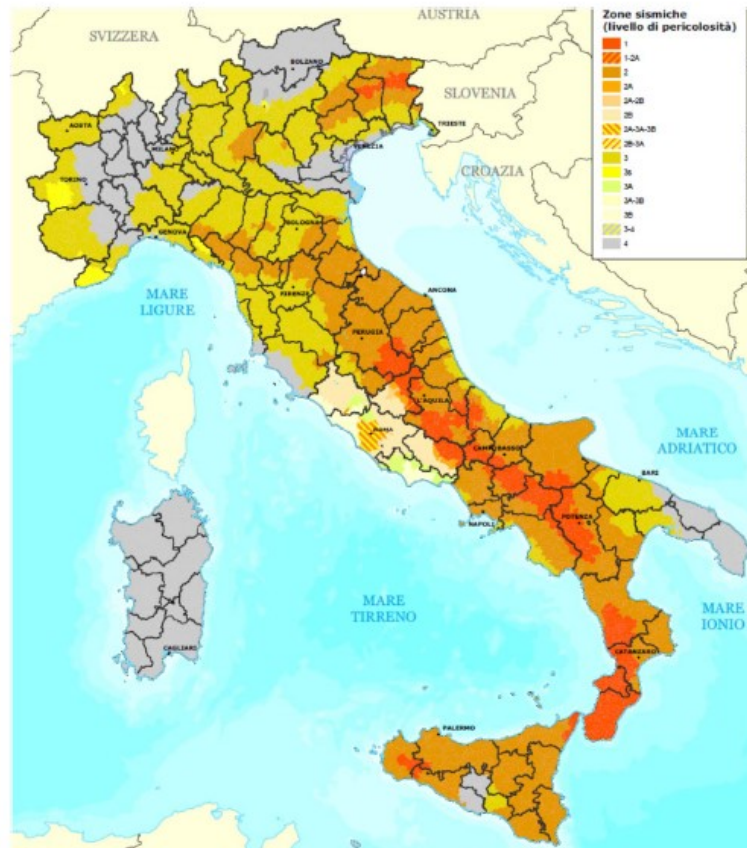 AUSTRIA
SVIZZERA
SLOVENIA
CROAZIA
Zone sismiche
(livello di pericolosità)
1
1-2A
2
2A
2A-2B
2B
2A-3A-3B
2B-3A
3
3s
3A
3A-3B
3B
3-4
4
BOLZANO
AOSTA
TRIESTE
MILANO
VENEZIA
TORINO
GENOVA
BOLOGNA
FIRENZE
ANCONA
MARE
LIGURE
PERUGIA
L'AQUILA
ROMA
CAMPOBASSO
MARE
ADRIATICO
BARI
NAPOLI
POTENZA
MARE
TIRRENO
MARE
IONIO
CAGLIARI
CATANZARO
PALERMO